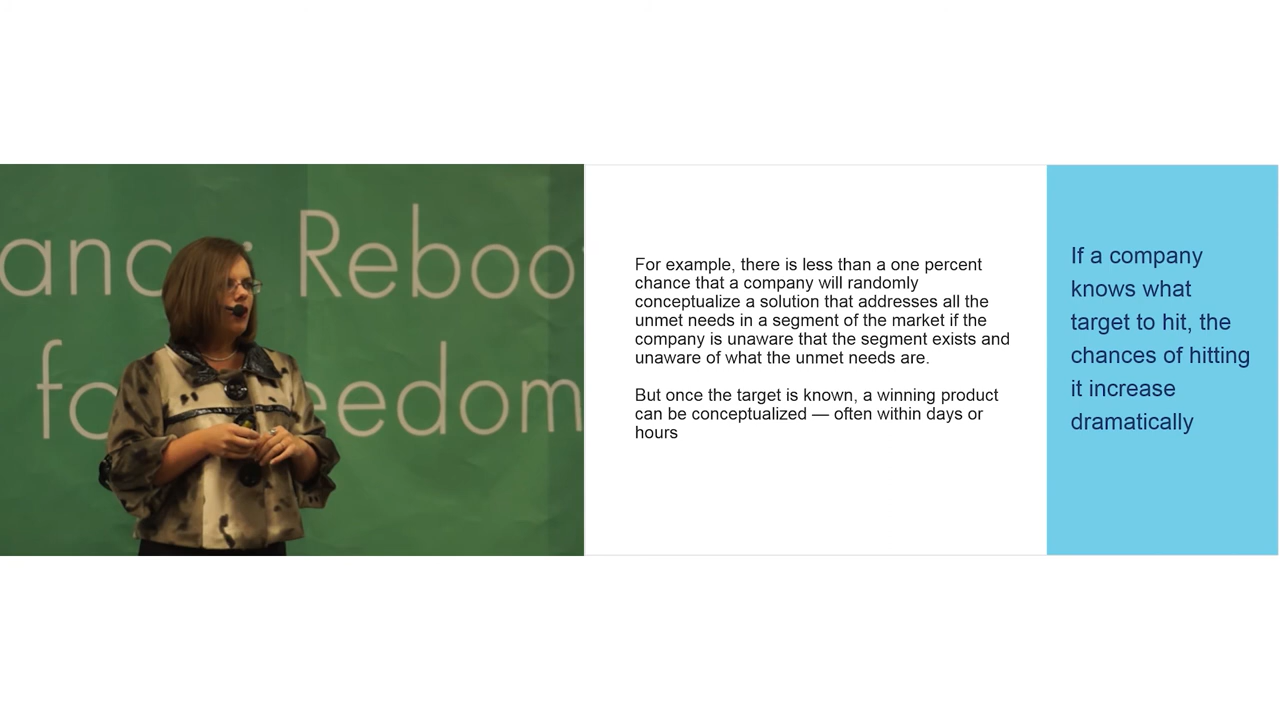 Reboo
For example, there is less than a one percent
chance that a company will randomly
conceptualize a solution that addresses all the
unmet needs in a segment of the market if the
company is unaware that the segment exists and
unaware of what the unmet needs are.
But once the target is known, a winning product
can be conceptualized — often within days or
hours
If a company
knows what
target to hit, the
chances of hitting
it increase
dramatically